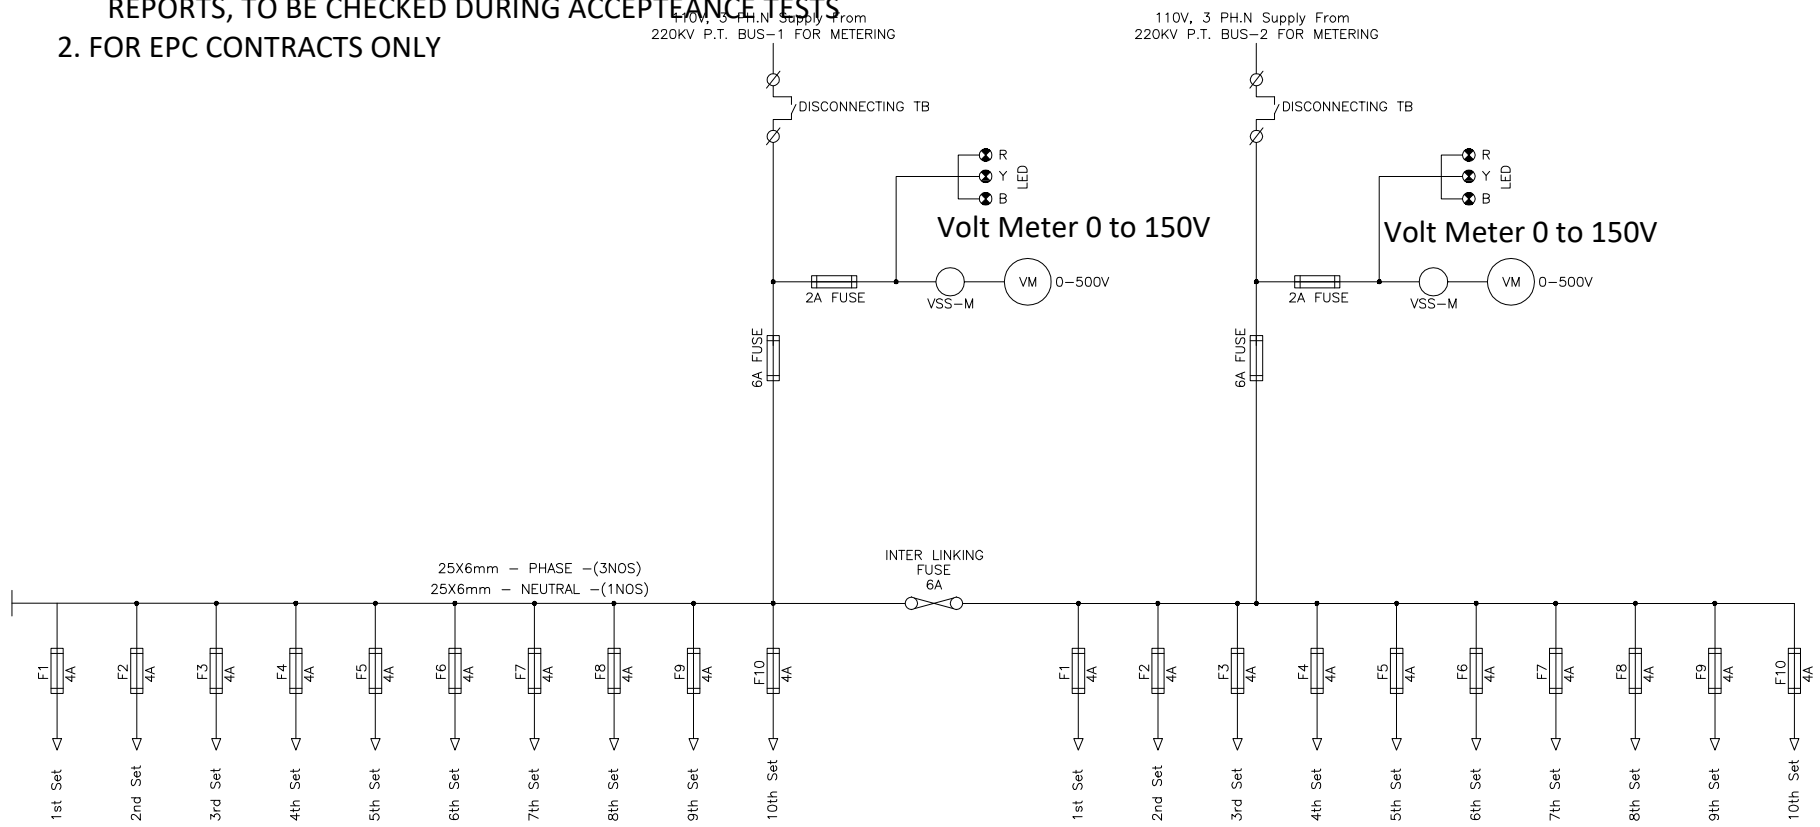 REPORTS, TO BE CHECKED DURING ACCEPTEANCE TESTS
2. FOR EPC CONTRACTS ONLY
110V, 3 PH.N Supply From
220KV P.T. BUS-1 FOR METERING
110V, 3 PH.N Supply From
220KV P.T. BUS-2 FOR METERING
DISCONNECTING TB
DISCONNECTING TB
R
Y
B
LED
R
Y
B
LED
Volt Meter 0 to 150V
Volt Meter 0 to 150V
2A FUSE
VSS-M
VM
0-500V
2A FUSE
VSS-M
VM
0-500V
6A FUSE
6A FUSE
INTER LINKING
FUSE
6A
25X6mm - PHASE -(3NOS)
25X6mm - NEUTRAL -(1NOS)
F1
4A
F2
4A
F3
4A
F4
4A
F5
4A
F6
4A
F7
4A
F8
4A
F9
4A
F10
4A
F1
4A
F2
4A
F3
4A
F4
4A
F5
4A
F6
4A
F7
4A
F8
4A
F9
4A
F10
4A
1st Set
2nd Set
3rd Set
4th Set
5th Set
6th Set
7th Set
8th Set
9th Set
10th Set
1st Set
2nd Set
3rd Set
4th Set
5th Set
6th Set
7th Set
8th Set
9th Set
10th Set